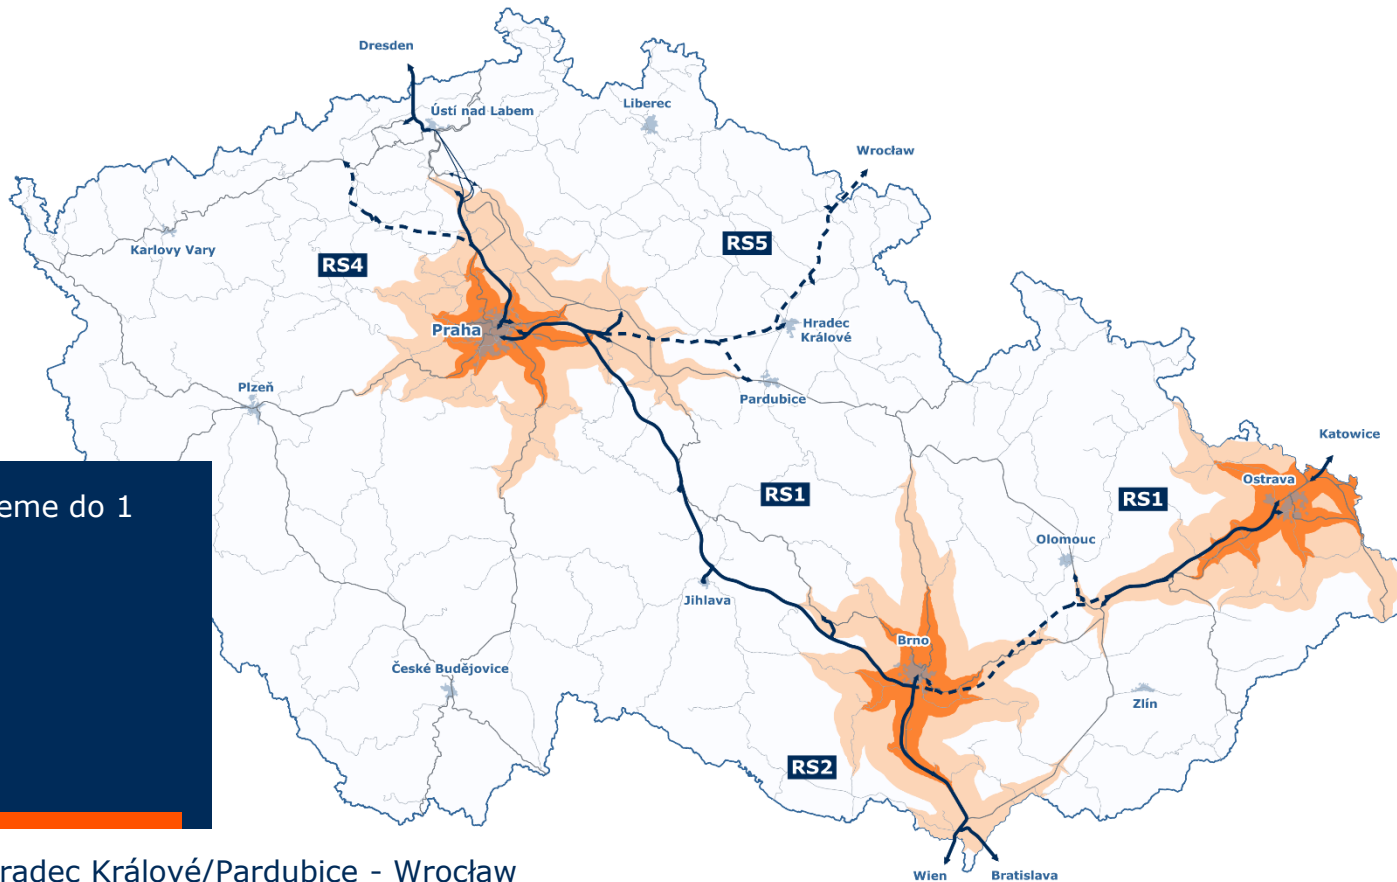 Dresden
Ústí nad Labem
Liberec
Wrocław
Karlovy Vary
RS4
RS5
Praha
Hradec
Králové
Plzeň
Pardubice
Katowice
Ostrava
RS1
RS1
eme do 1
Olomouc
Jihlava
Brno
České Budějovice
Zlín
RS2
radec Králové/Pardubice - Wrocław
Wien
Bratislava